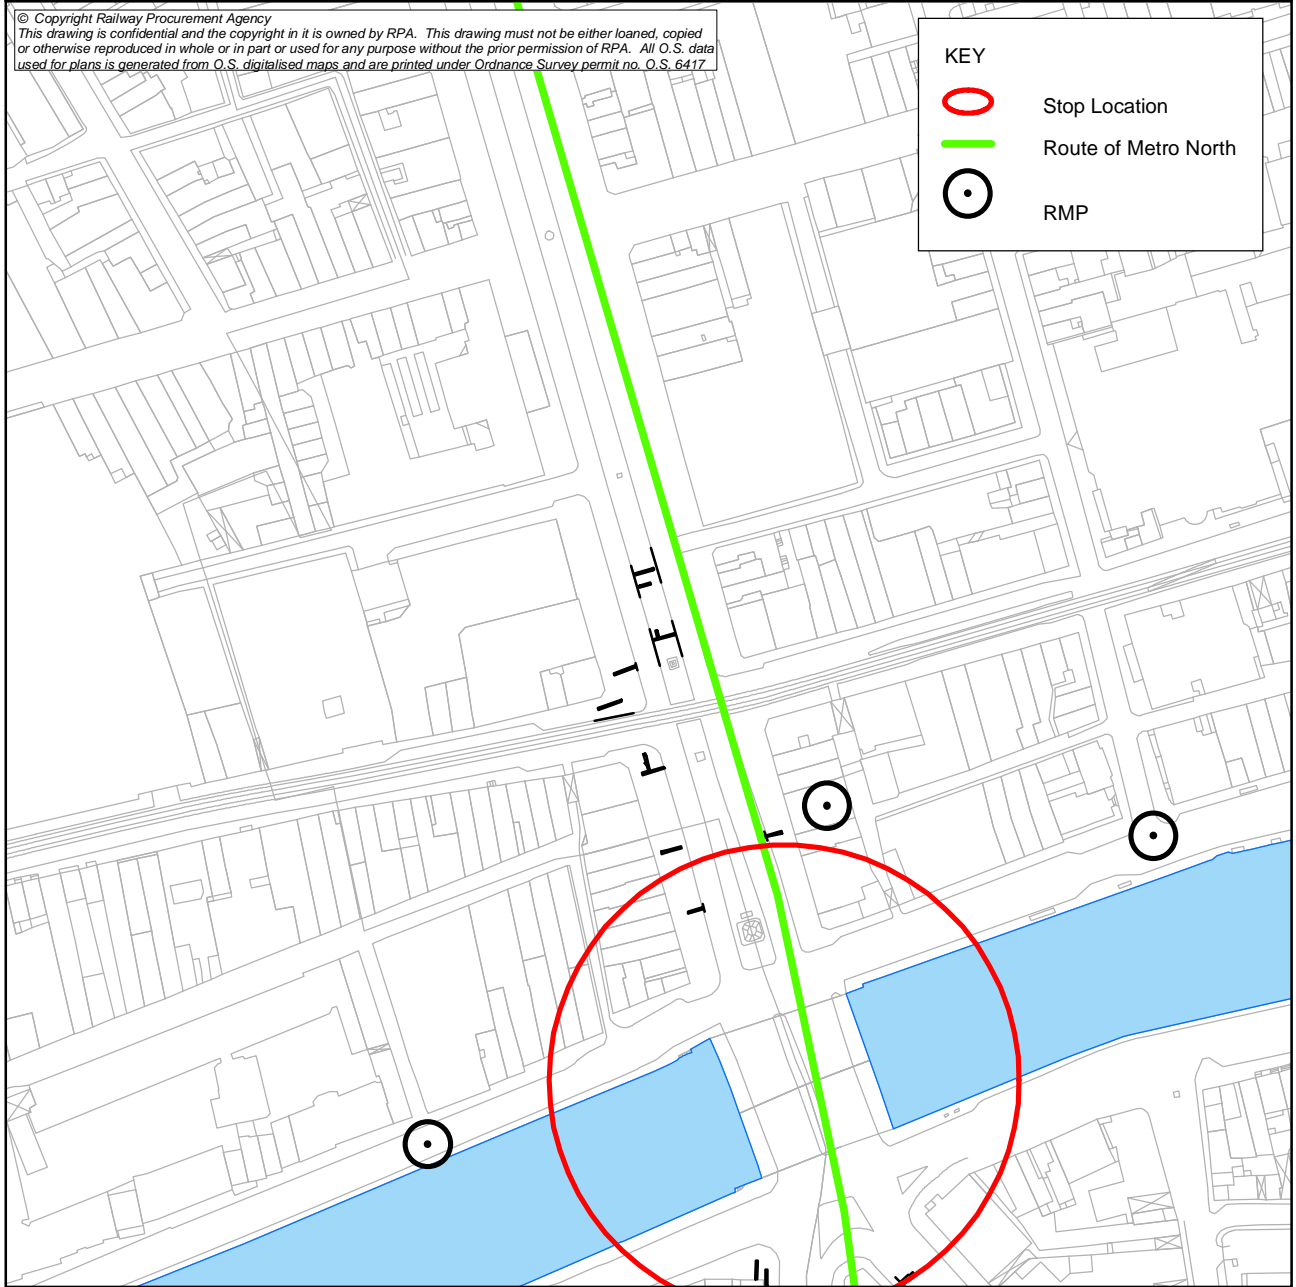 © Copyright Railway Procurement Agency
This drawing is confidential and the copyright in it is owned by RPA. This drawing must not be either loaned, copied
or otherwise reproduced in whole or in part or used for any purpose without the prior permission of RPA. All O.S. data
used for plans is generated from O.S. digitalised maps and are printed under Ordnance Survey permit no. O.S. 6417
KEY
Stop Location
Route of Metro North
RMP